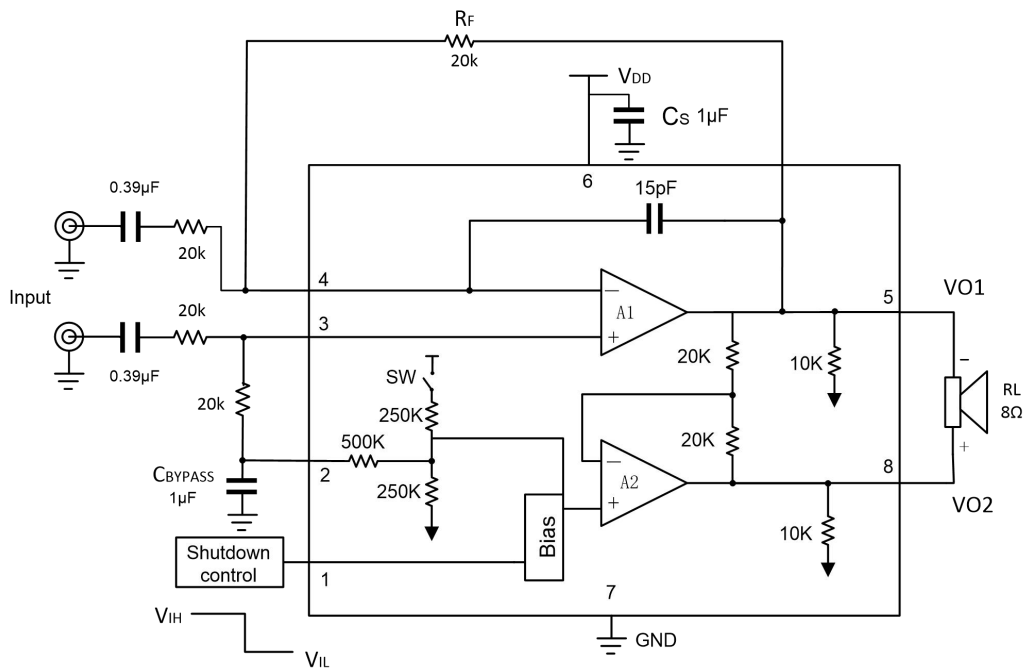 RF
20k
VDD
CS 1µF
6
15pF
0.39µF
20k
4
A1
5
VO1
Input
20k
3
0.39µF
20K
10K
SW
20k
250K
RL
8Ω
500K
20K
2
CBYPASS
1µF
250K
A2
8
VO2
Bias
10K
Shutdown
control
1
7
VIH
GND
VIL